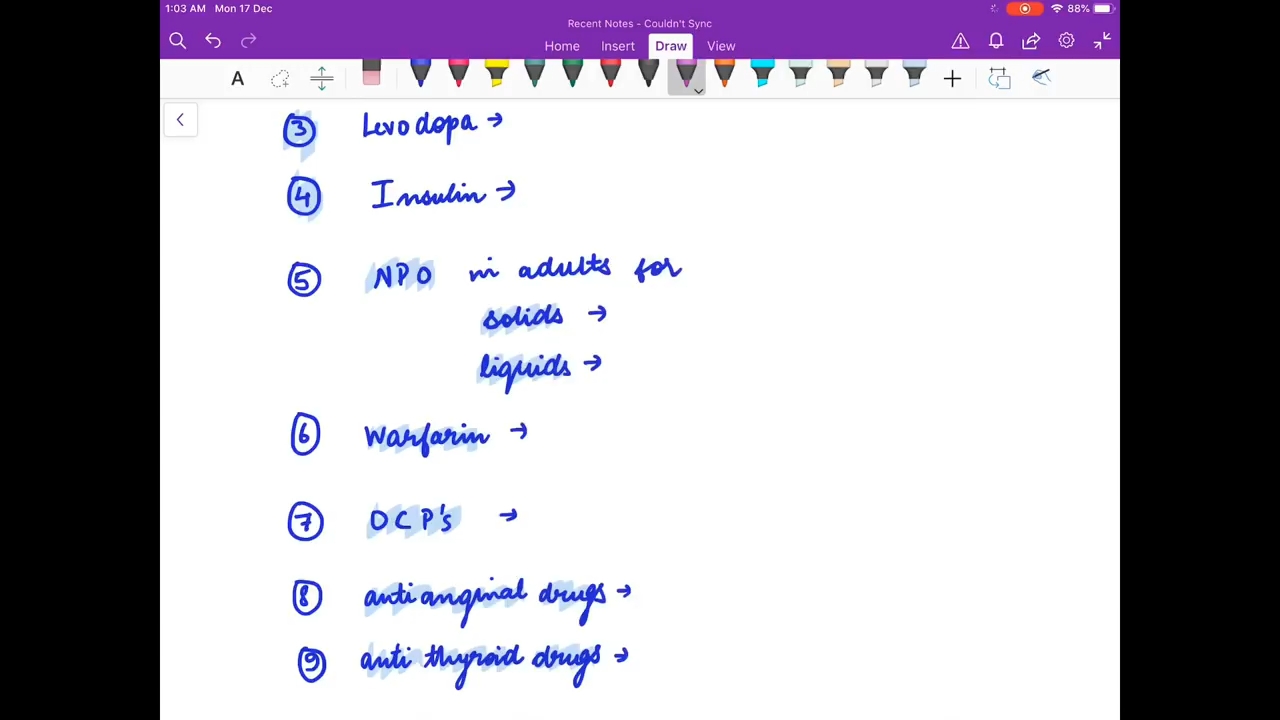 1:03 AM Mon 17 Dec
88%
Recent Notes - Couldn't Sync
Home Insert Draw View
A
③ Levodopa →
④ Insulin →
⑤ NPO in adults for
solids →
liquids →
⑥ Warfarin →
⑦ OCP's →
⑧ antianginal drugs →
⑨ anti thyroid drugs →